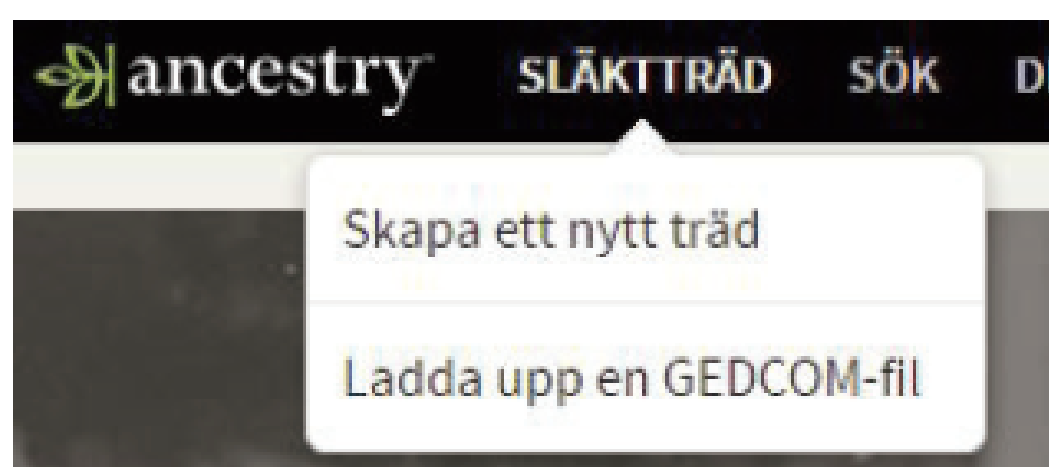 ancestry SLÄKTTRÄD SÖK
Skapa ett nytt träd
Ladda upp en GEDCOM-fil